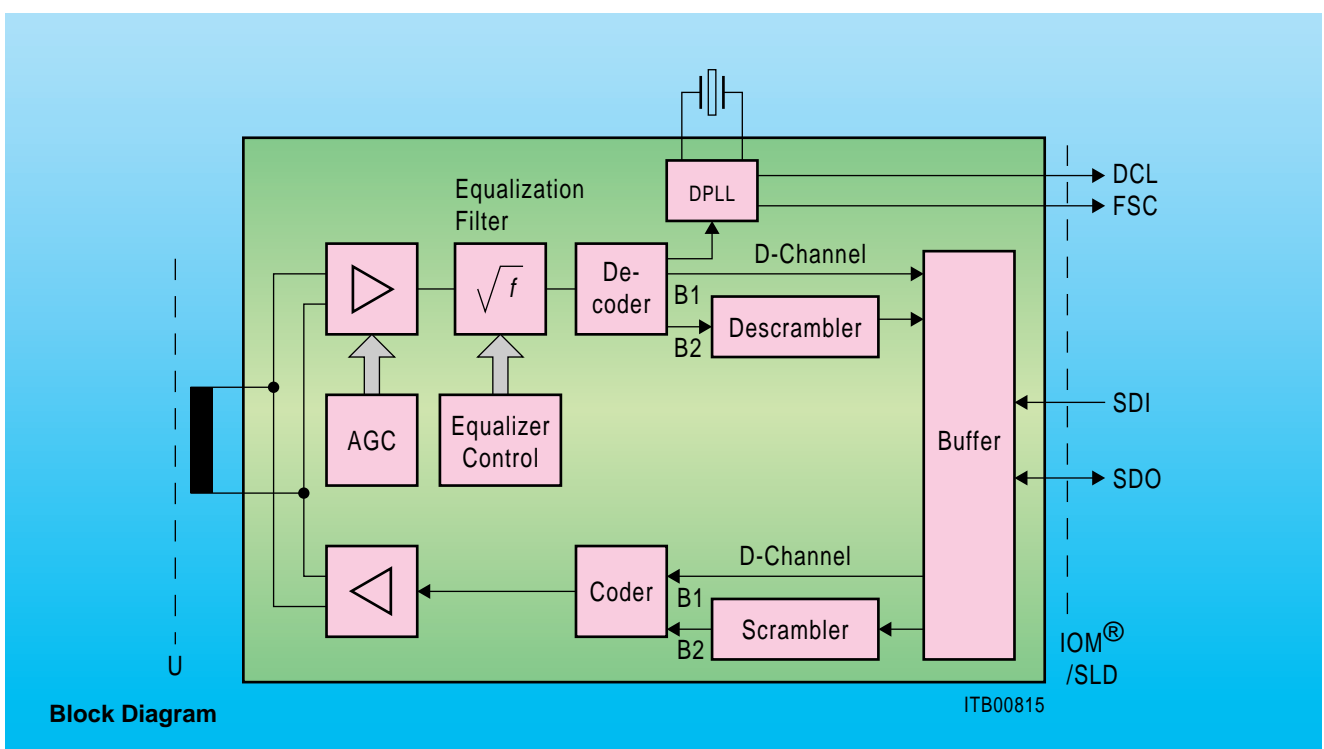 DPLL
DCL
FSC
Equalization
Filter
De-
coder
√f
D-Channel
B1
B2
Descrambler
AGC
Equalizer
Control
Buffer
SDI
SDO
D-Channel
Coder
B1
B2
Scrambler
U
IOM®
/SLD
ITB00815
Block Diagram